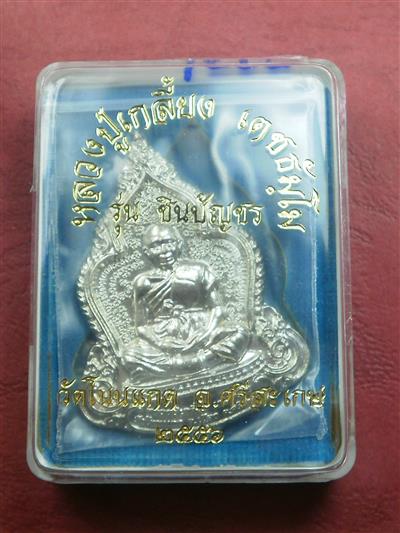 หลวงปู่เกลี้ยง เตชธัมฺโม
รุ่น ชินบัญชร
วัดโนนแกด จ.ศรีสะเกษ
๒๕๕๖